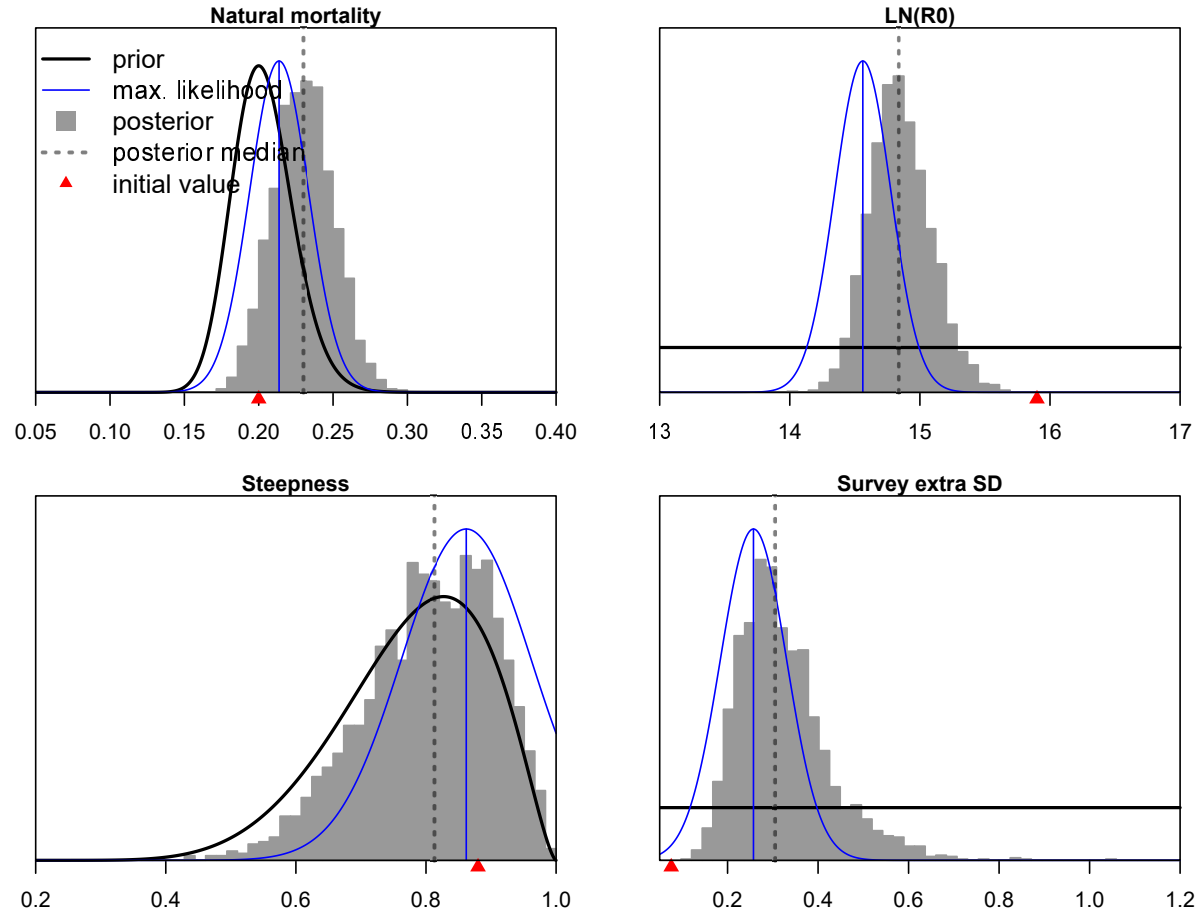 Natural mortality
prior
max. likelihood
posterior
posterior median
initial value
0.05 0.10 0.15 0.20 0.25 0.30 0.35 0.40
LN(R0)
13 14 15 16 17
Steepness
0.2 0.4 0.6 0.8 1.0
Survey extra SD
0.2 0.4 0.6 0.8 1.0 1.2